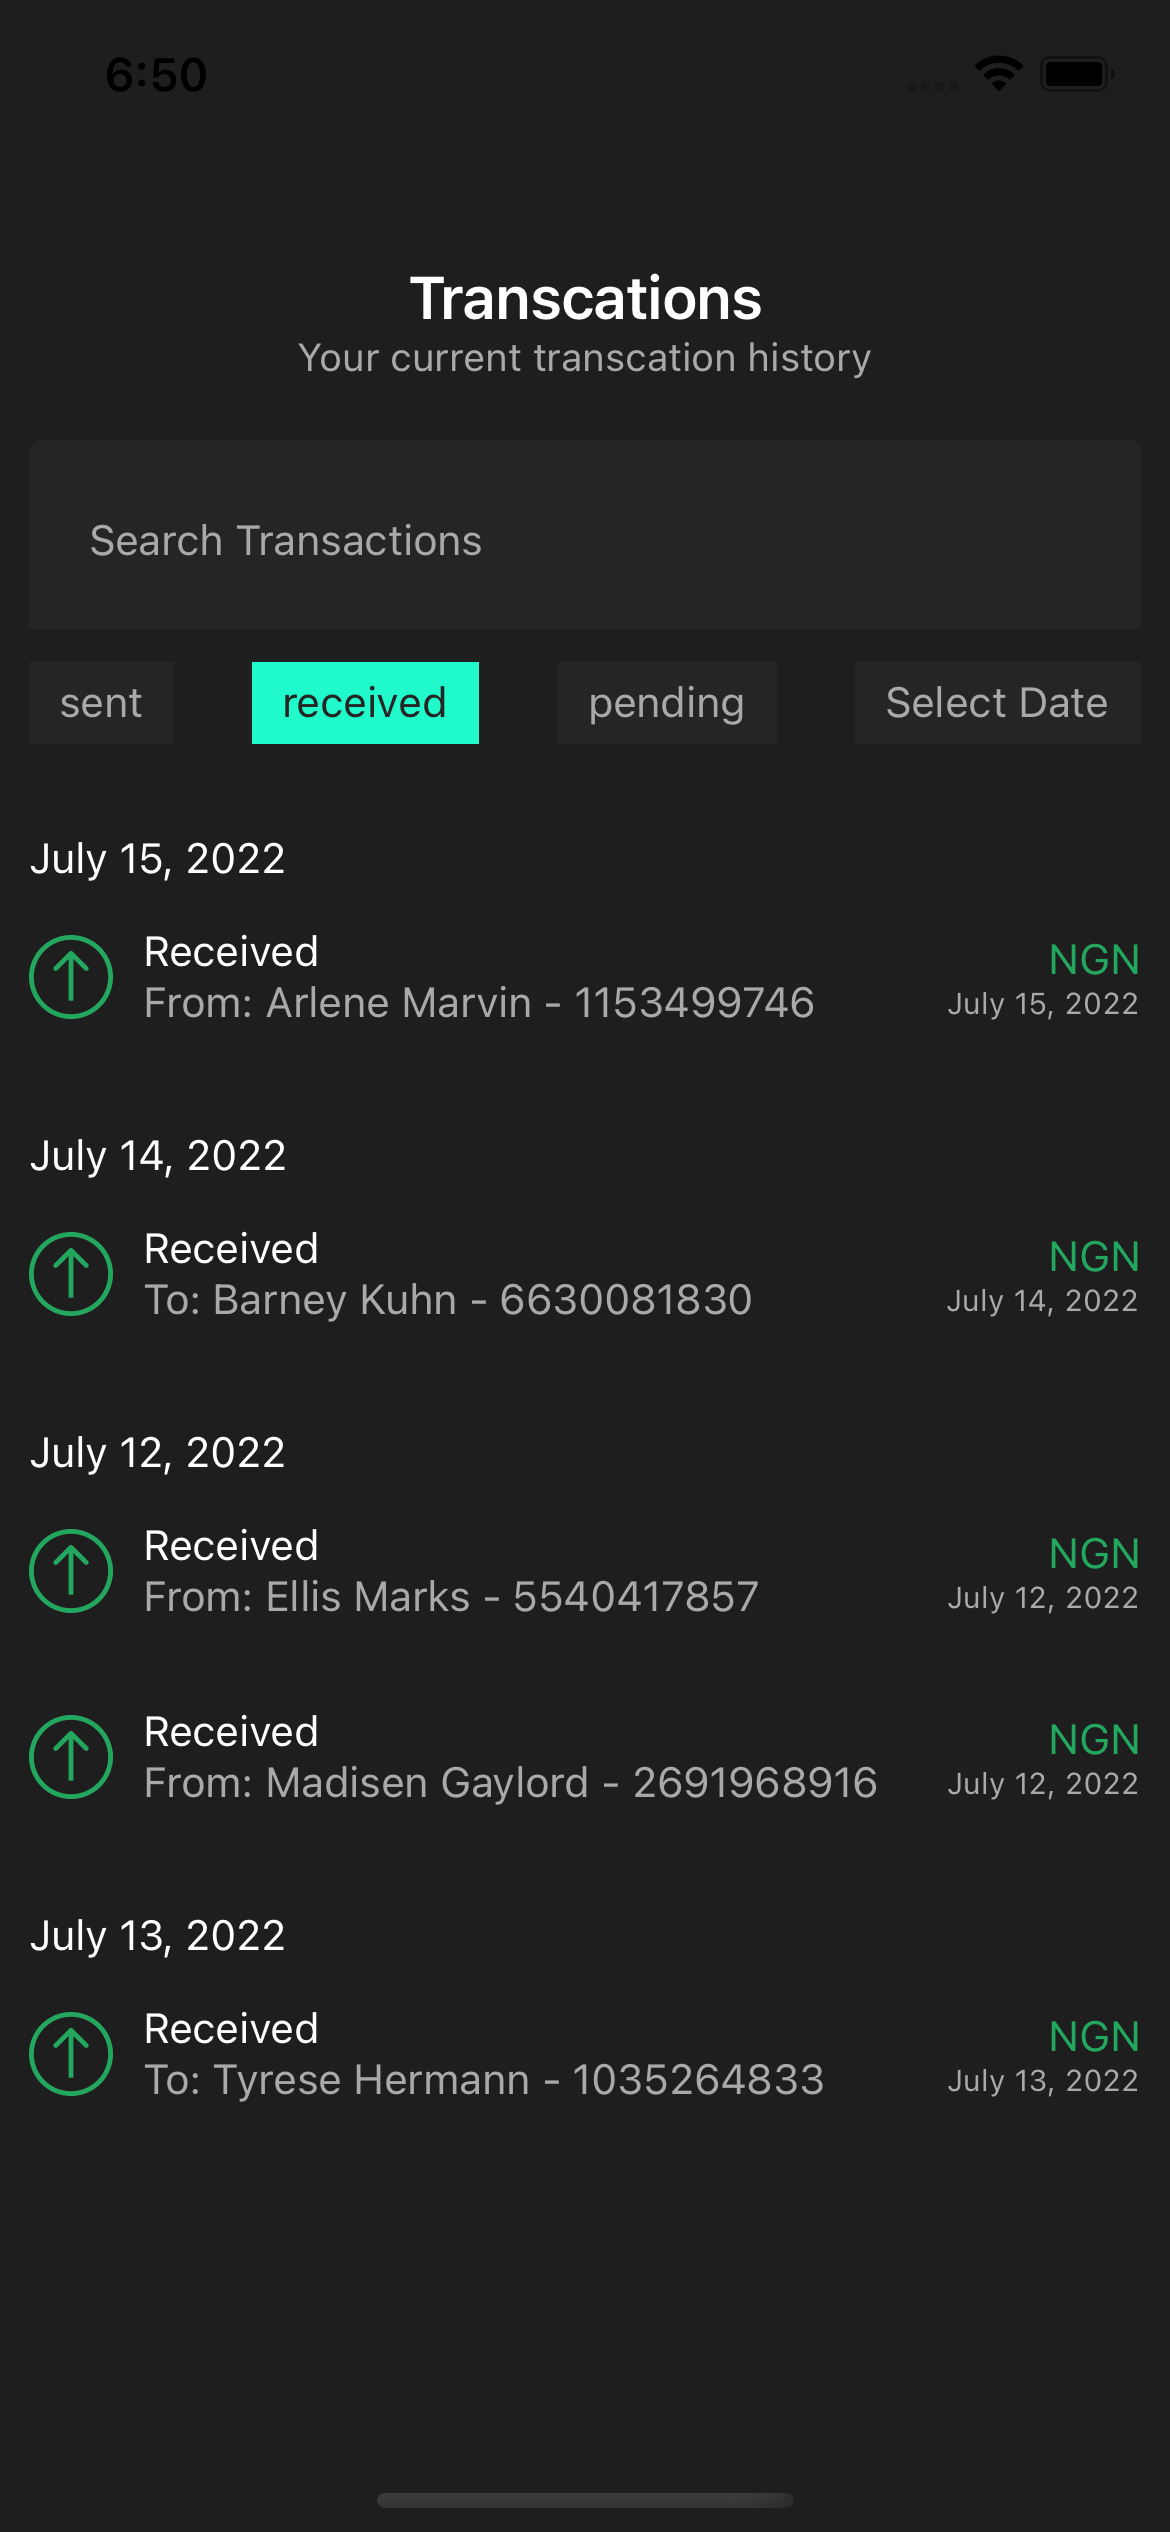 6:50
Transcations
Your current transcation history
Search Transactions
sent received pending Select Date
July 15, 2022
Received NGN
From: Arlene Marvin - 1153499746 July 15, 2022
July 14, 2022
Received NGN
To: Barney Kuhn - 6630081830 July 14, 2022
July 12, 2022
Received NGN
From: Ellis Marks - 5540417857 July 12, 2022
Received NGN
From: Madisen Gaylord - 2691968916 July 12, 2022
July 13, 2022
Received NGN
To: Tyrese Hermann - 1035264833 July 13, 2022